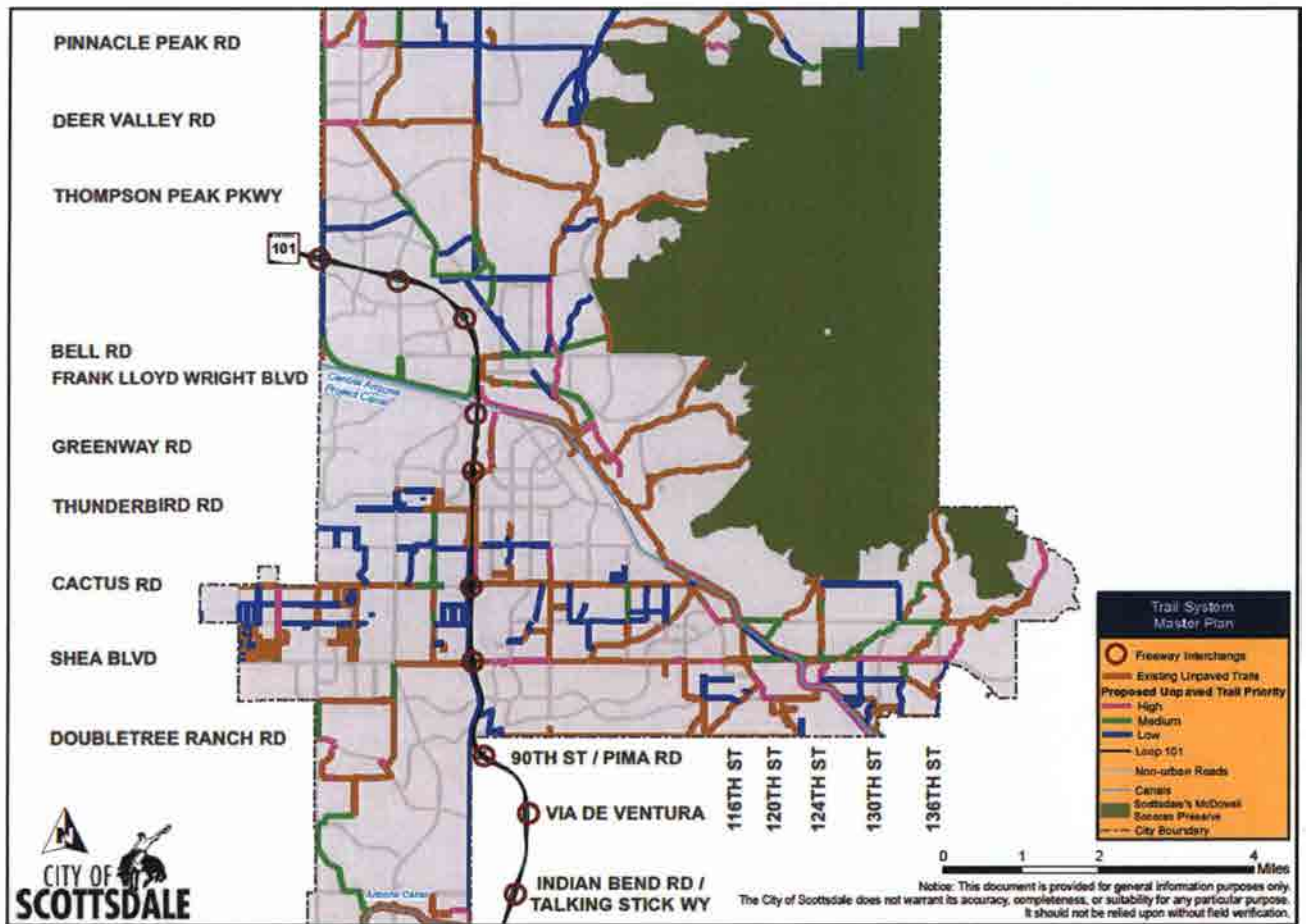 PINNACLE PEAK RD
DEER VALLEY RD
THOMPSON PEAK PKWY
101
BELL RD
FRANK LLOYD WRIGHT BLVD
Central Arizona
Project Canal
GREENWAY RD
THUNDERBIRD RD
CACTUS RD
SHEA BLVD
DOUBLETREE RANCH RD
90TH ST / PIMA RD
VIA DE VENTURA
INDIAN BEND RD /
TALKING STICK WY
Arizona Canal
116TH ST
120TH ST
124TH ST
130TH ST
136TH ST
Trail System
Master Plan
Freeway Interchange
Existing Unpaved Trails
Proposed Unpaved Trail Priority
High
Medium
Low
Loop 101
Non-urban Roads
Canals
Scottsdale's McDowell
Sonoran Preserve
City Boundary
0 1 2 4
Miles
N
CITY OF
SCOTTSDALE
Notice: This document is provided for general information purposes only.
The City of Scottsdale does not warrant its accuracy, completeness, or suitability for any particular purpose.
It should not be relied upon without field verification.